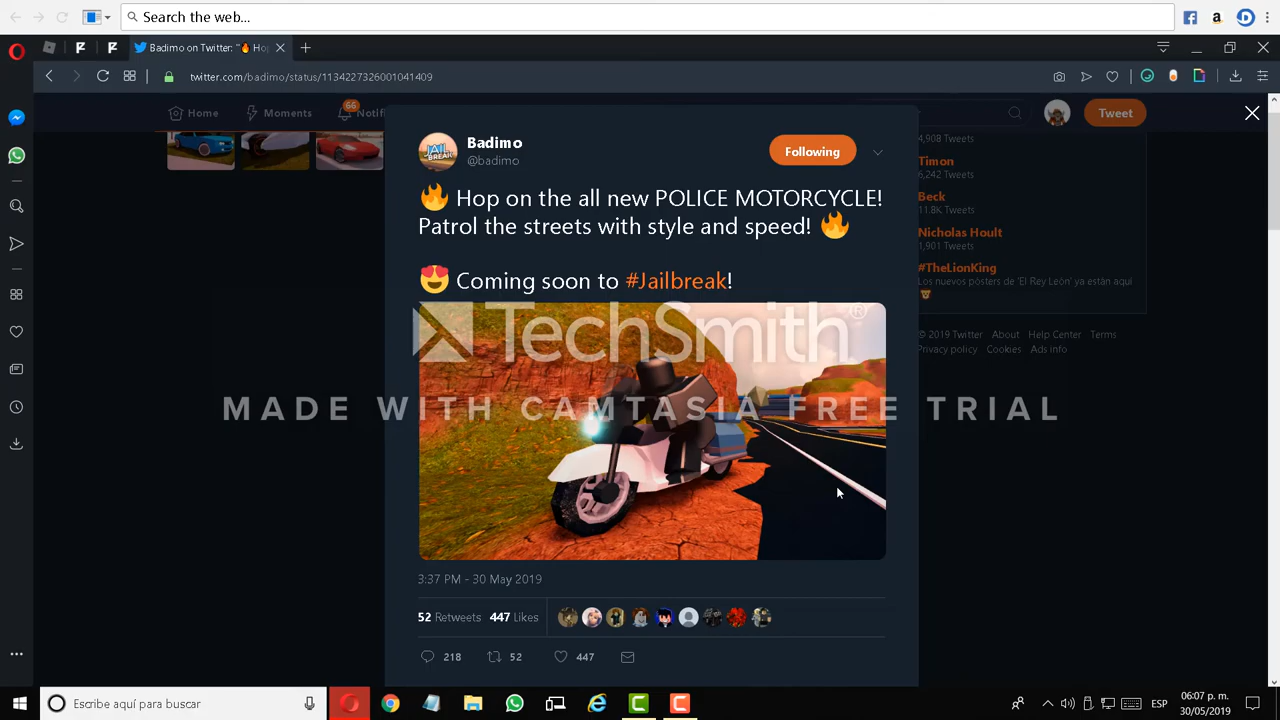 Search the web...
Badimo on Twitter: "🔥 Ho
twitter.com/badimo/status/1134227326001041409
Home
Moments
66
Notifi
Tweet
Badimo
@badimo
Following
🔥 Hop on the all new POLICE MOTORCYCLE!
Patrol the streets with style and speed! 🔥
😍 Coming soon to #Jailbreak!
JAIL
BREAK
TechSmith®
MADE WITH CAMTASIA FREE TRIAL
3:37 PM - 30 May 2019
52 Retweets 447 Likes
218
52
447
4,908 Tweets
Timon
6,242 Tweets
Beck
11.8K Tweets
Nicholas Hoult
1,901 Tweets
#TheLionKing
Los nuevos pósters de 'El Rey León' ya están aquí
© 2019 Twitter About Help Center Terms
Privacy policy Cookies Ads info
Escribe aquí para buscar
ESP
06:07 p. m.
30/05/2019